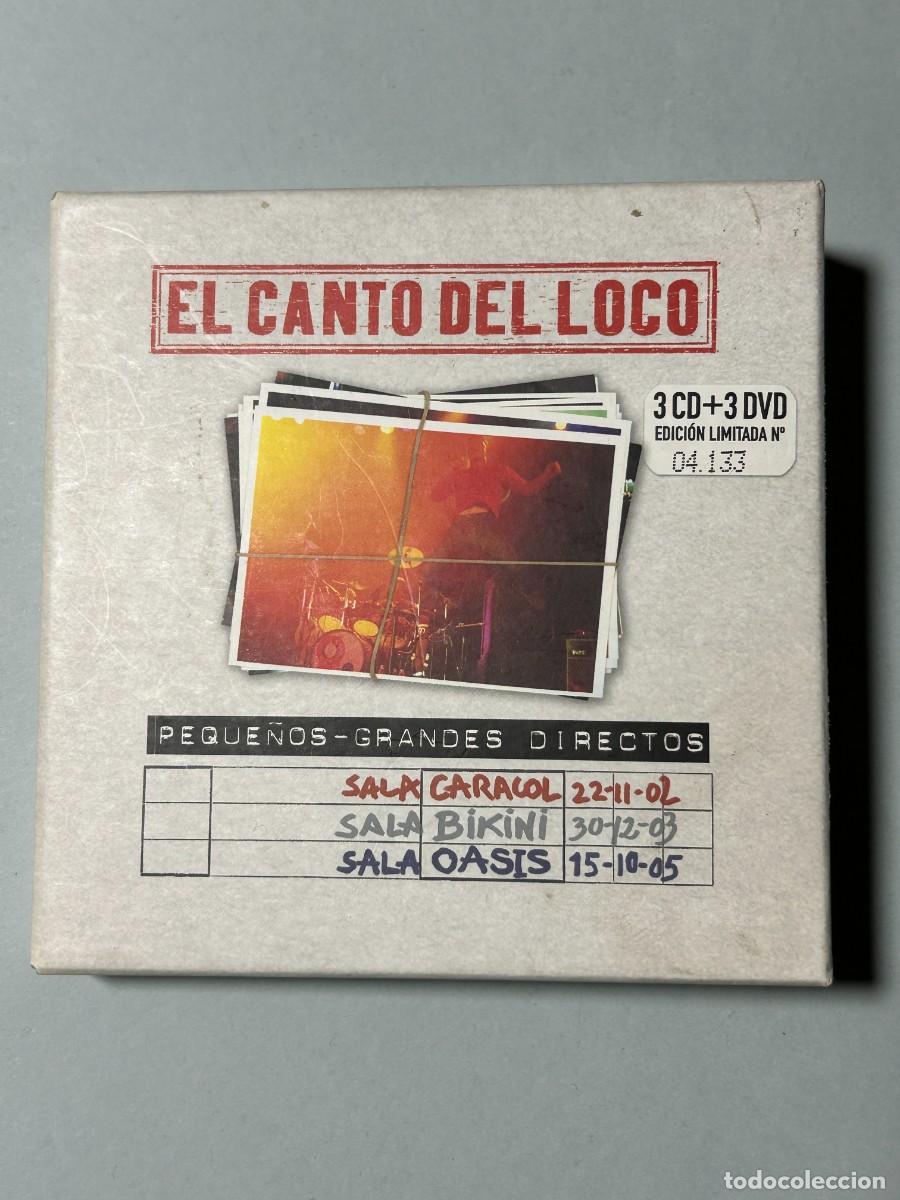 EL CANTO DEL LOCO
3 CD+3 DVD
EDICIÓN LIMITADA Nº
04.133
PEQUEÑOS-GRANDES DIRECTOS
SALA CARACOL 22-11-02
SALA BIKINI 30-12-03
SALA OASIS 15-10-05
todocoleccion